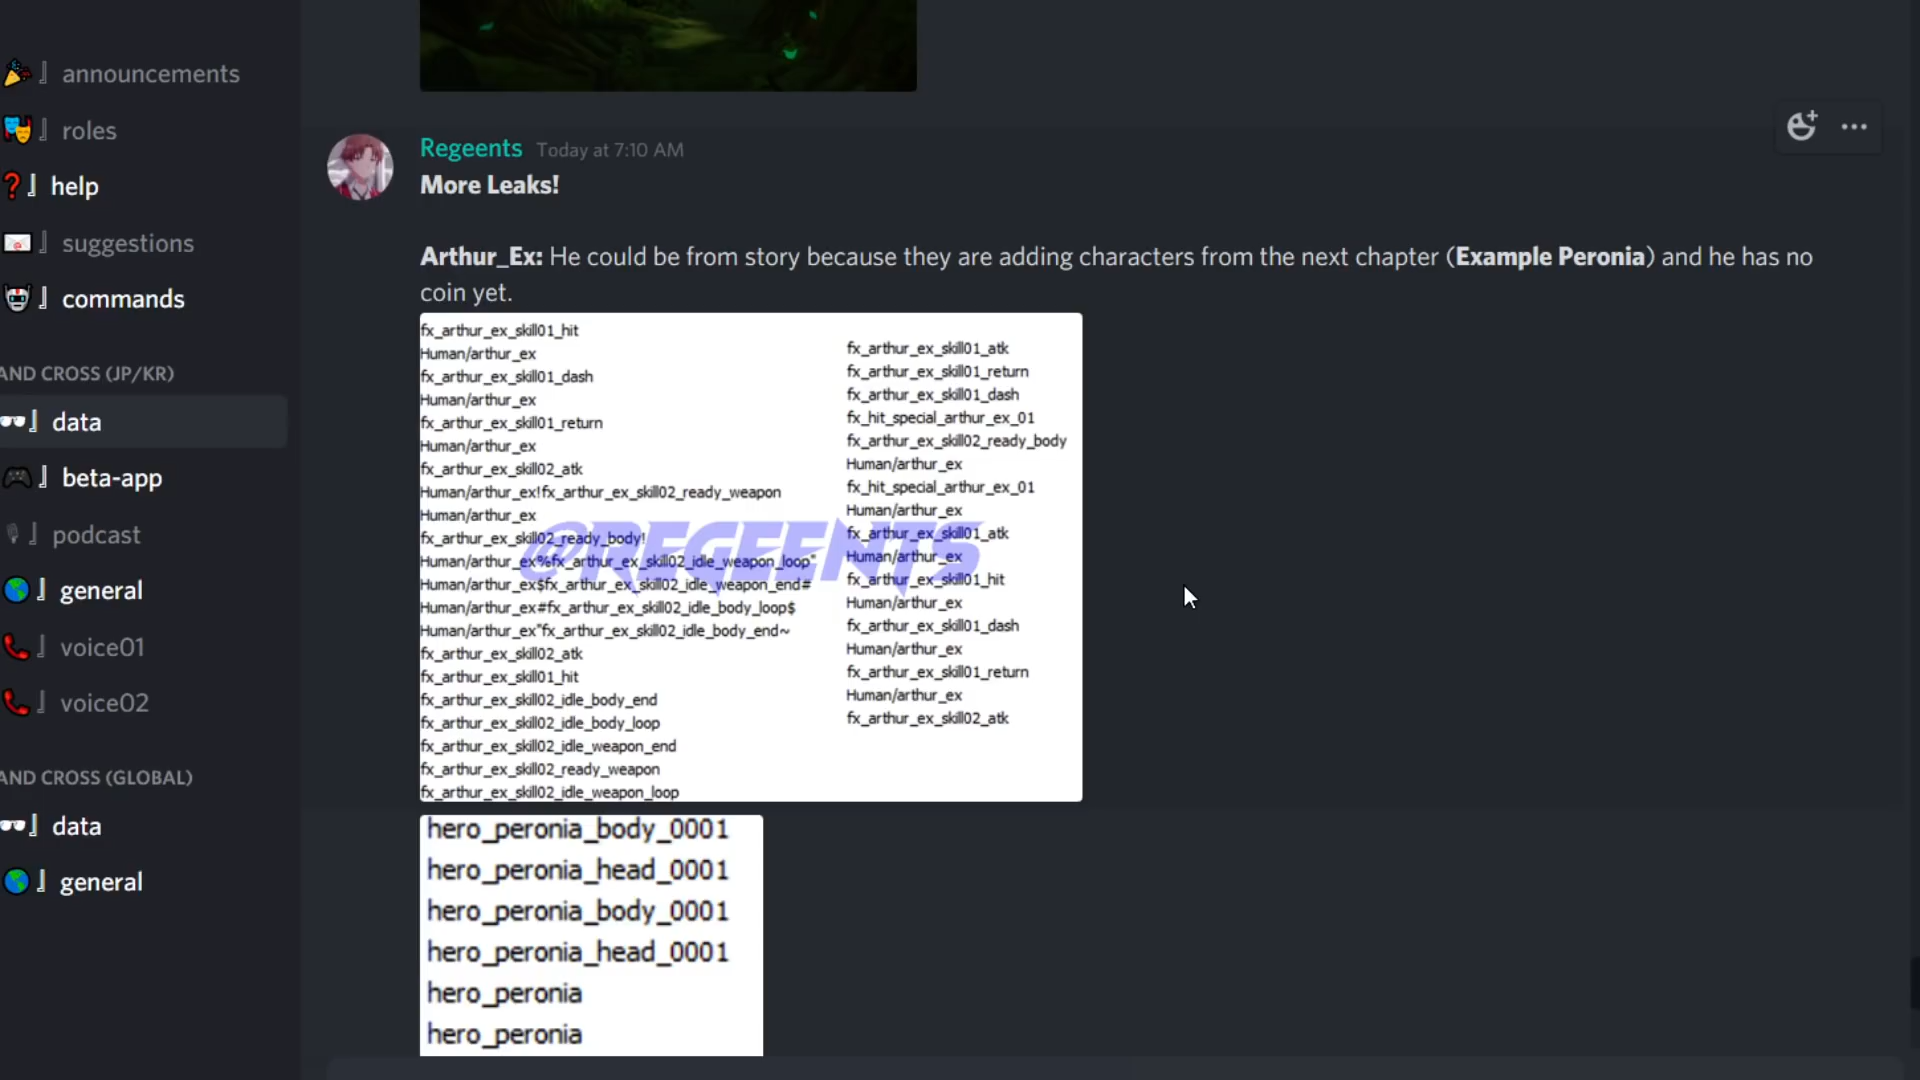 announcements
roles
help
suggestions
commands
AND CROSS (JP/KR)
data
beta-app
podcast
general
voice01
voice02
AND CROSS (GLOBAL)
data
general
Regeents Today at 7:10 AM
More Leaks!
Arthur_Ex: He could be from story because they are adding characters from the next chapter (Example Peronia) and he has no
coin yet.
fx_arthur_ex_skill01_hit
Human/arthur_ex
fx_arthur_ex_skill01_dash
Human/arthur_ex
fx_arthur_ex_skill01_return
Human/arthur_ex
fx_arthur_ex_skill02_atk
Human/arthur_ex!fx_arthur_ex_skill02_ready_weapon
Human/arthur_ex
fx_arthur_ex_skill02_ready_body!
Human/arthur_ex%fx_arthur_ex_skill02_idle_weapon_loop"
Human/arthur_ex$fx_arthur_ex_skill02_idle_weapon_end#
Human/arthur_ex#fx_arthur_ex_skill02_idle_body_loop$
Human/arthur_ex"fx_arthur_ex_skill02_idle_body_end~
fx_arthur_ex_skill02_atk
fx_arthur_ex_skill01_hit
fx_arthur_ex_skill02_idle_body_end
fx_arthur_ex_skill02_idle_body_loop
fx_arthur_ex_skill02_idle_weapon_end
fx_arthur_ex_skill02_ready_weapon
fx_arthur_ex_skill02_idle_weapon_loop
fx_arthur_ex_skill01_atk
fx_arthur_ex_skill01_return
fx_arthur_ex_skill01_dash
fx_hit_special_arthur_ex_01
fx_arthur_ex_skill02_ready_body
Human/arthur_ex
fx_hit_special_arthur_ex_01
Human/arthur_ex
fx_arthur_ex_skill01_atk
Human/arthur_ex
fx_arthur_ex_skill01_hit
Human/arthur_ex
fx_arthur_ex_skill01_dash
Human/arthur_ex
fx_arthur_ex_skill01_return
Human/arthur_ex
fx_arthur_ex_skill02_atk
@REGEENTS
hero_peronia_body_0001
hero_peronia_head_0001
hero_peronia_body_0001
hero_peronia_head_0001
hero_peronia
hero_peronia